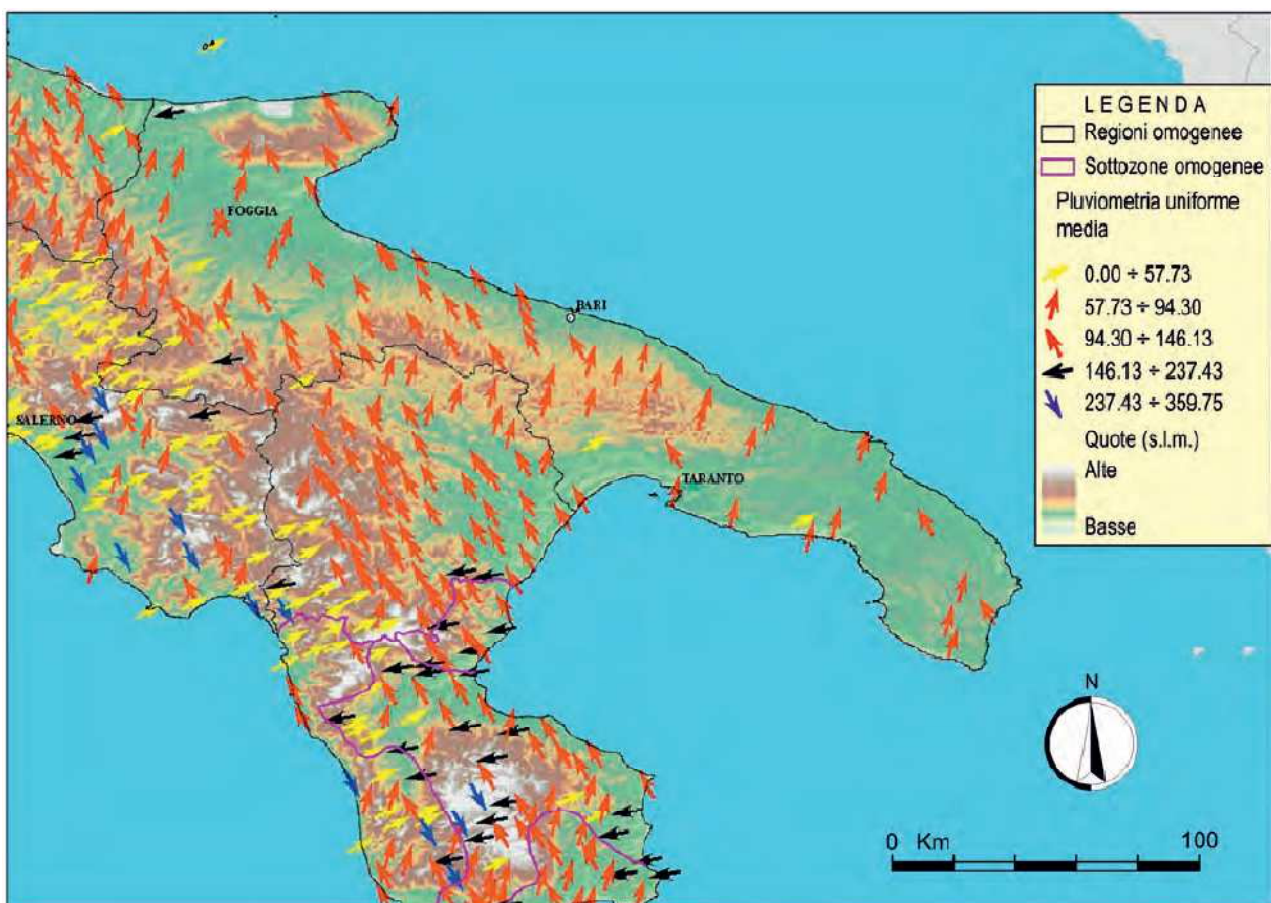 FOGGIA
BARI
SALERNO
TARANTO
LEGENDA
Regioni omogenee
Sottozone omogenee
Pluviometria uniforme
media
0.00 ÷ 57.73
57.73 ÷ 94.30
94.30 ÷ 146.13
146.13 ÷ 237.43
237.43 ÷ 359.75
Quote (s.l.m.)
Alte
Basse
N
0 Km 100